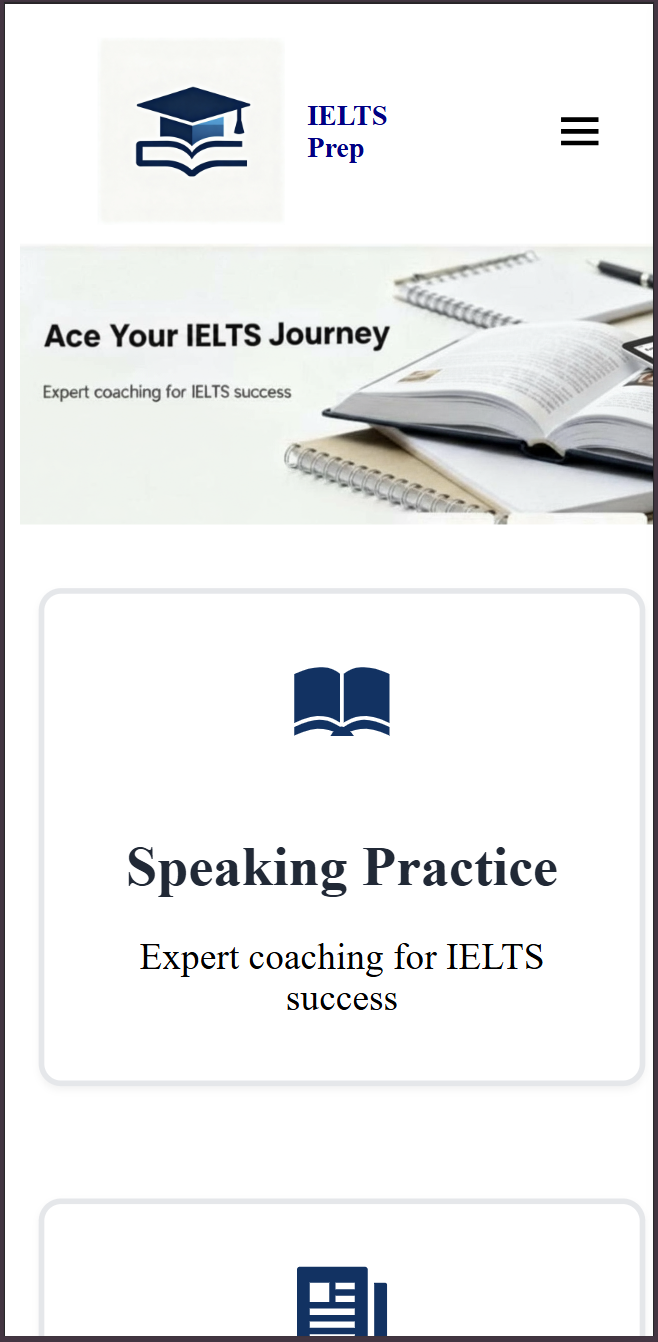 IELTS
Prep
Ace Your IELTS Journey
Expert coaching for IELTS success
Speaking Practice
Expert coaching for IELTS
success